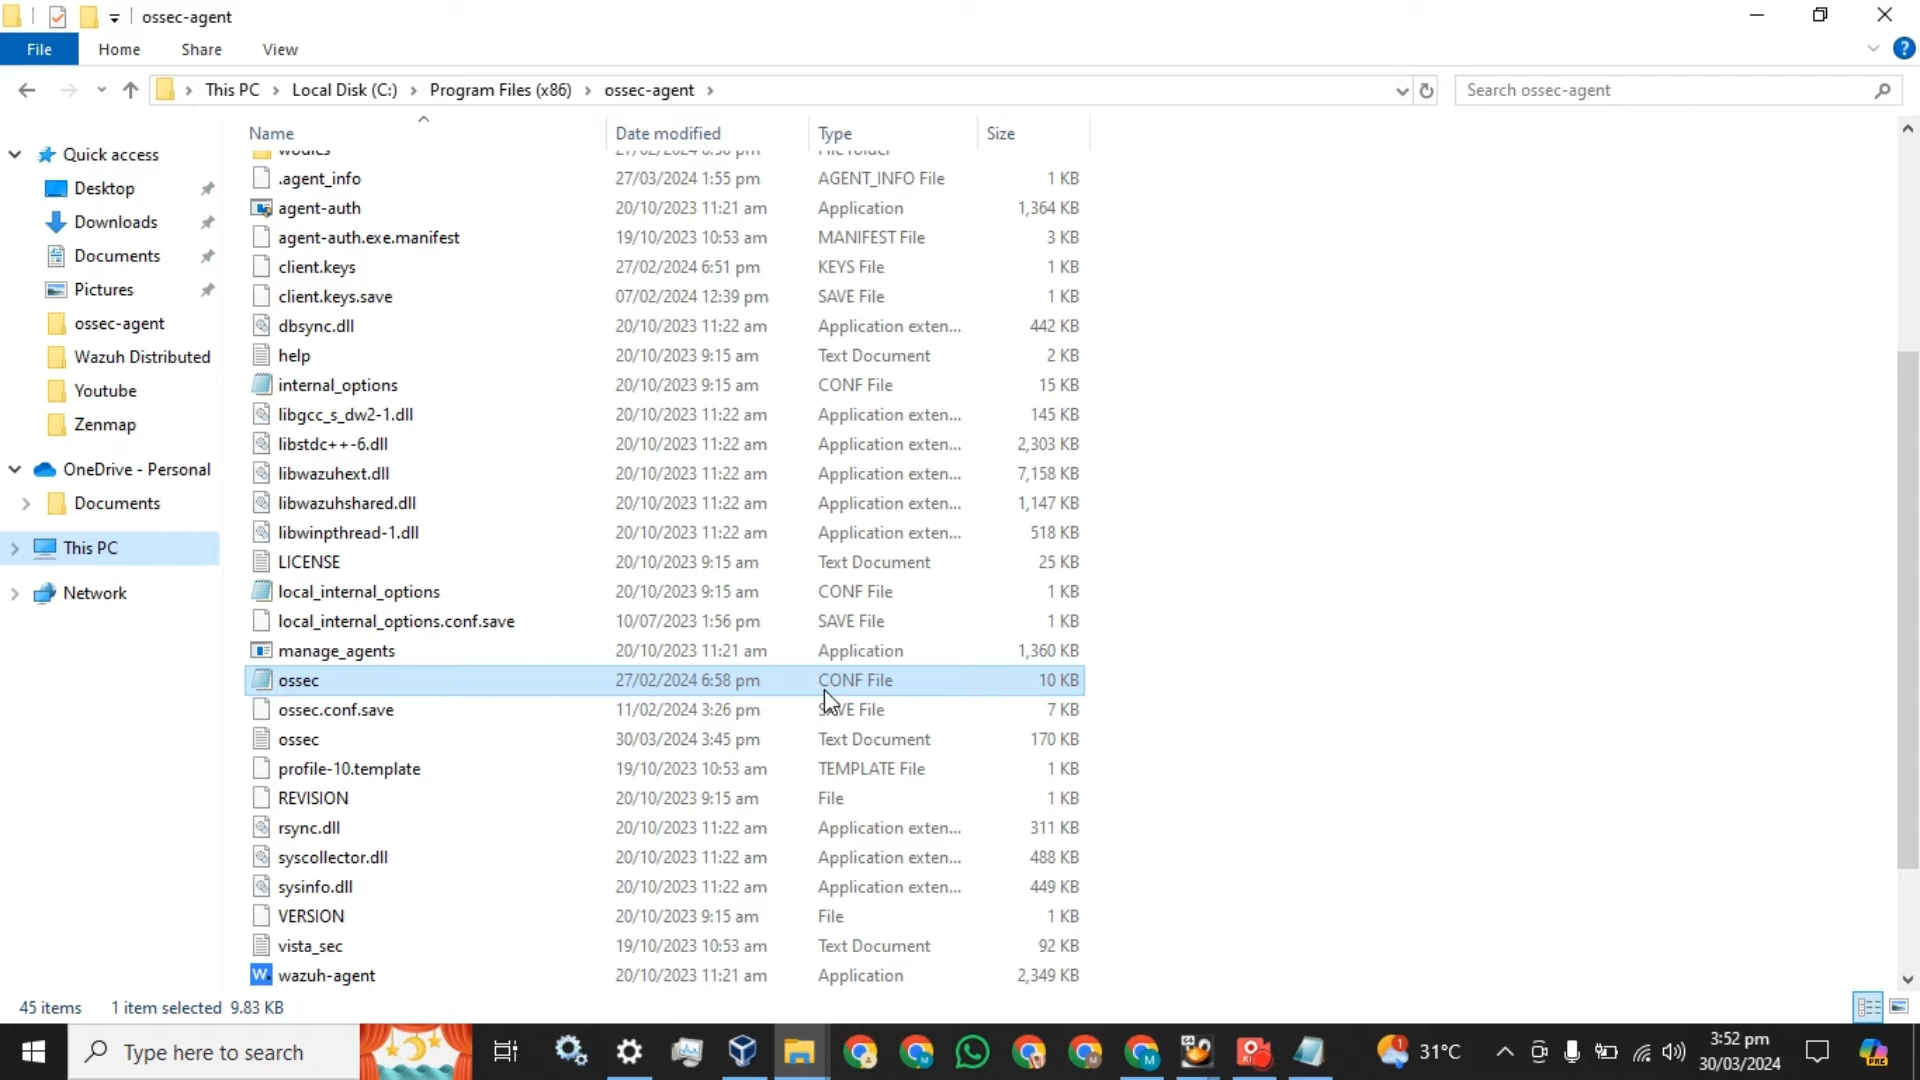 ossec-agent
File Home Share View
This PC Local Disk (C:) Program Files (x86) ossec-agent
Search ossec-agent
Name Date modified Type Size
Quick access
Desktop
Downloads
Documents
Pictures
ossec-agent
Wazuh Distributed
Youtube
Zenmap
OneDrive - Personal
Documents
This PC
Network
.agent_info 27/03/2024 1:55 pm AGENT_INFO File 1 KB
agent-auth 20/10/2023 11:21 am Application 1,364 KB
agent-auth.exe.manifest 19/10/2023 10:53 am MANIFEST File 3 KB
client.keys 27/02/2024 6:51 pm KEYS File 1 KB
client.keys.save 07/02/2024 12:39 pm SAVE File 1 KB
dbsync.dll 20/10/2023 11:22 am Application exten... 442 KB
help 20/10/2023 9:15 am Text Document 2 KB
internal_options 20/10/2023 9:15 am CONF File 15 KB
libgcc_s_dw2-1.dll 20/10/2023 11:22 am Application exten... 145 KB
libstdc++-6.dll 20/10/2023 11:22 am Application exten... 2,303 KB
libwazuhext.dll 20/10/2023 11:22 am Application exten... 7,158 KB
libwazuhshared.dll 20/10/2023 11:22 am Application exten... 1,147 KB
libwinpthread-1.dll 20/10/2023 11:22 am Application exten... 518 KB
LICENSE 20/10/2023 9:15 am Text Document 25 KB
local_internal_options 20/10/2023 9:15 am CONF File 1 KB
local_internal_options.conf.save 10/07/2023 1:56 pm SAVE File 1 KB
manage_agents 20/10/2023 11:21 am Application 1,360 KB
ossec 27/02/2024 6:58 pm CONF File 10 KB
ossec.conf.save 11/02/2024 3:26 pm SAVE File 7 KB
ossec 30/03/2024 3:45 pm Text Document 170 KB
profile-10.template 19/10/2023 10:53 am TEMPLATE File 1 KB
REVISION 20/10/2023 9:15 am File 1 KB
rsync.dll 20/10/2023 11:22 am Application exten... 311 KB
syscollector.dll 20/10/2023 11:22 am Application exten... 488 KB
sysinfo.dll 20/10/2023 11:22 am Application exten... 449 KB
VERSION 20/10/2023 9:15 am File 1 KB
vista_sec 19/10/2023 10:53 am Text Document 92 KB
wazuh-agent 20/10/2023 11:21 am Application 2,349 KB
45 items 1 item selected 9.83 KB
Type here to search
31°C
3:52 pm
30/03/2024